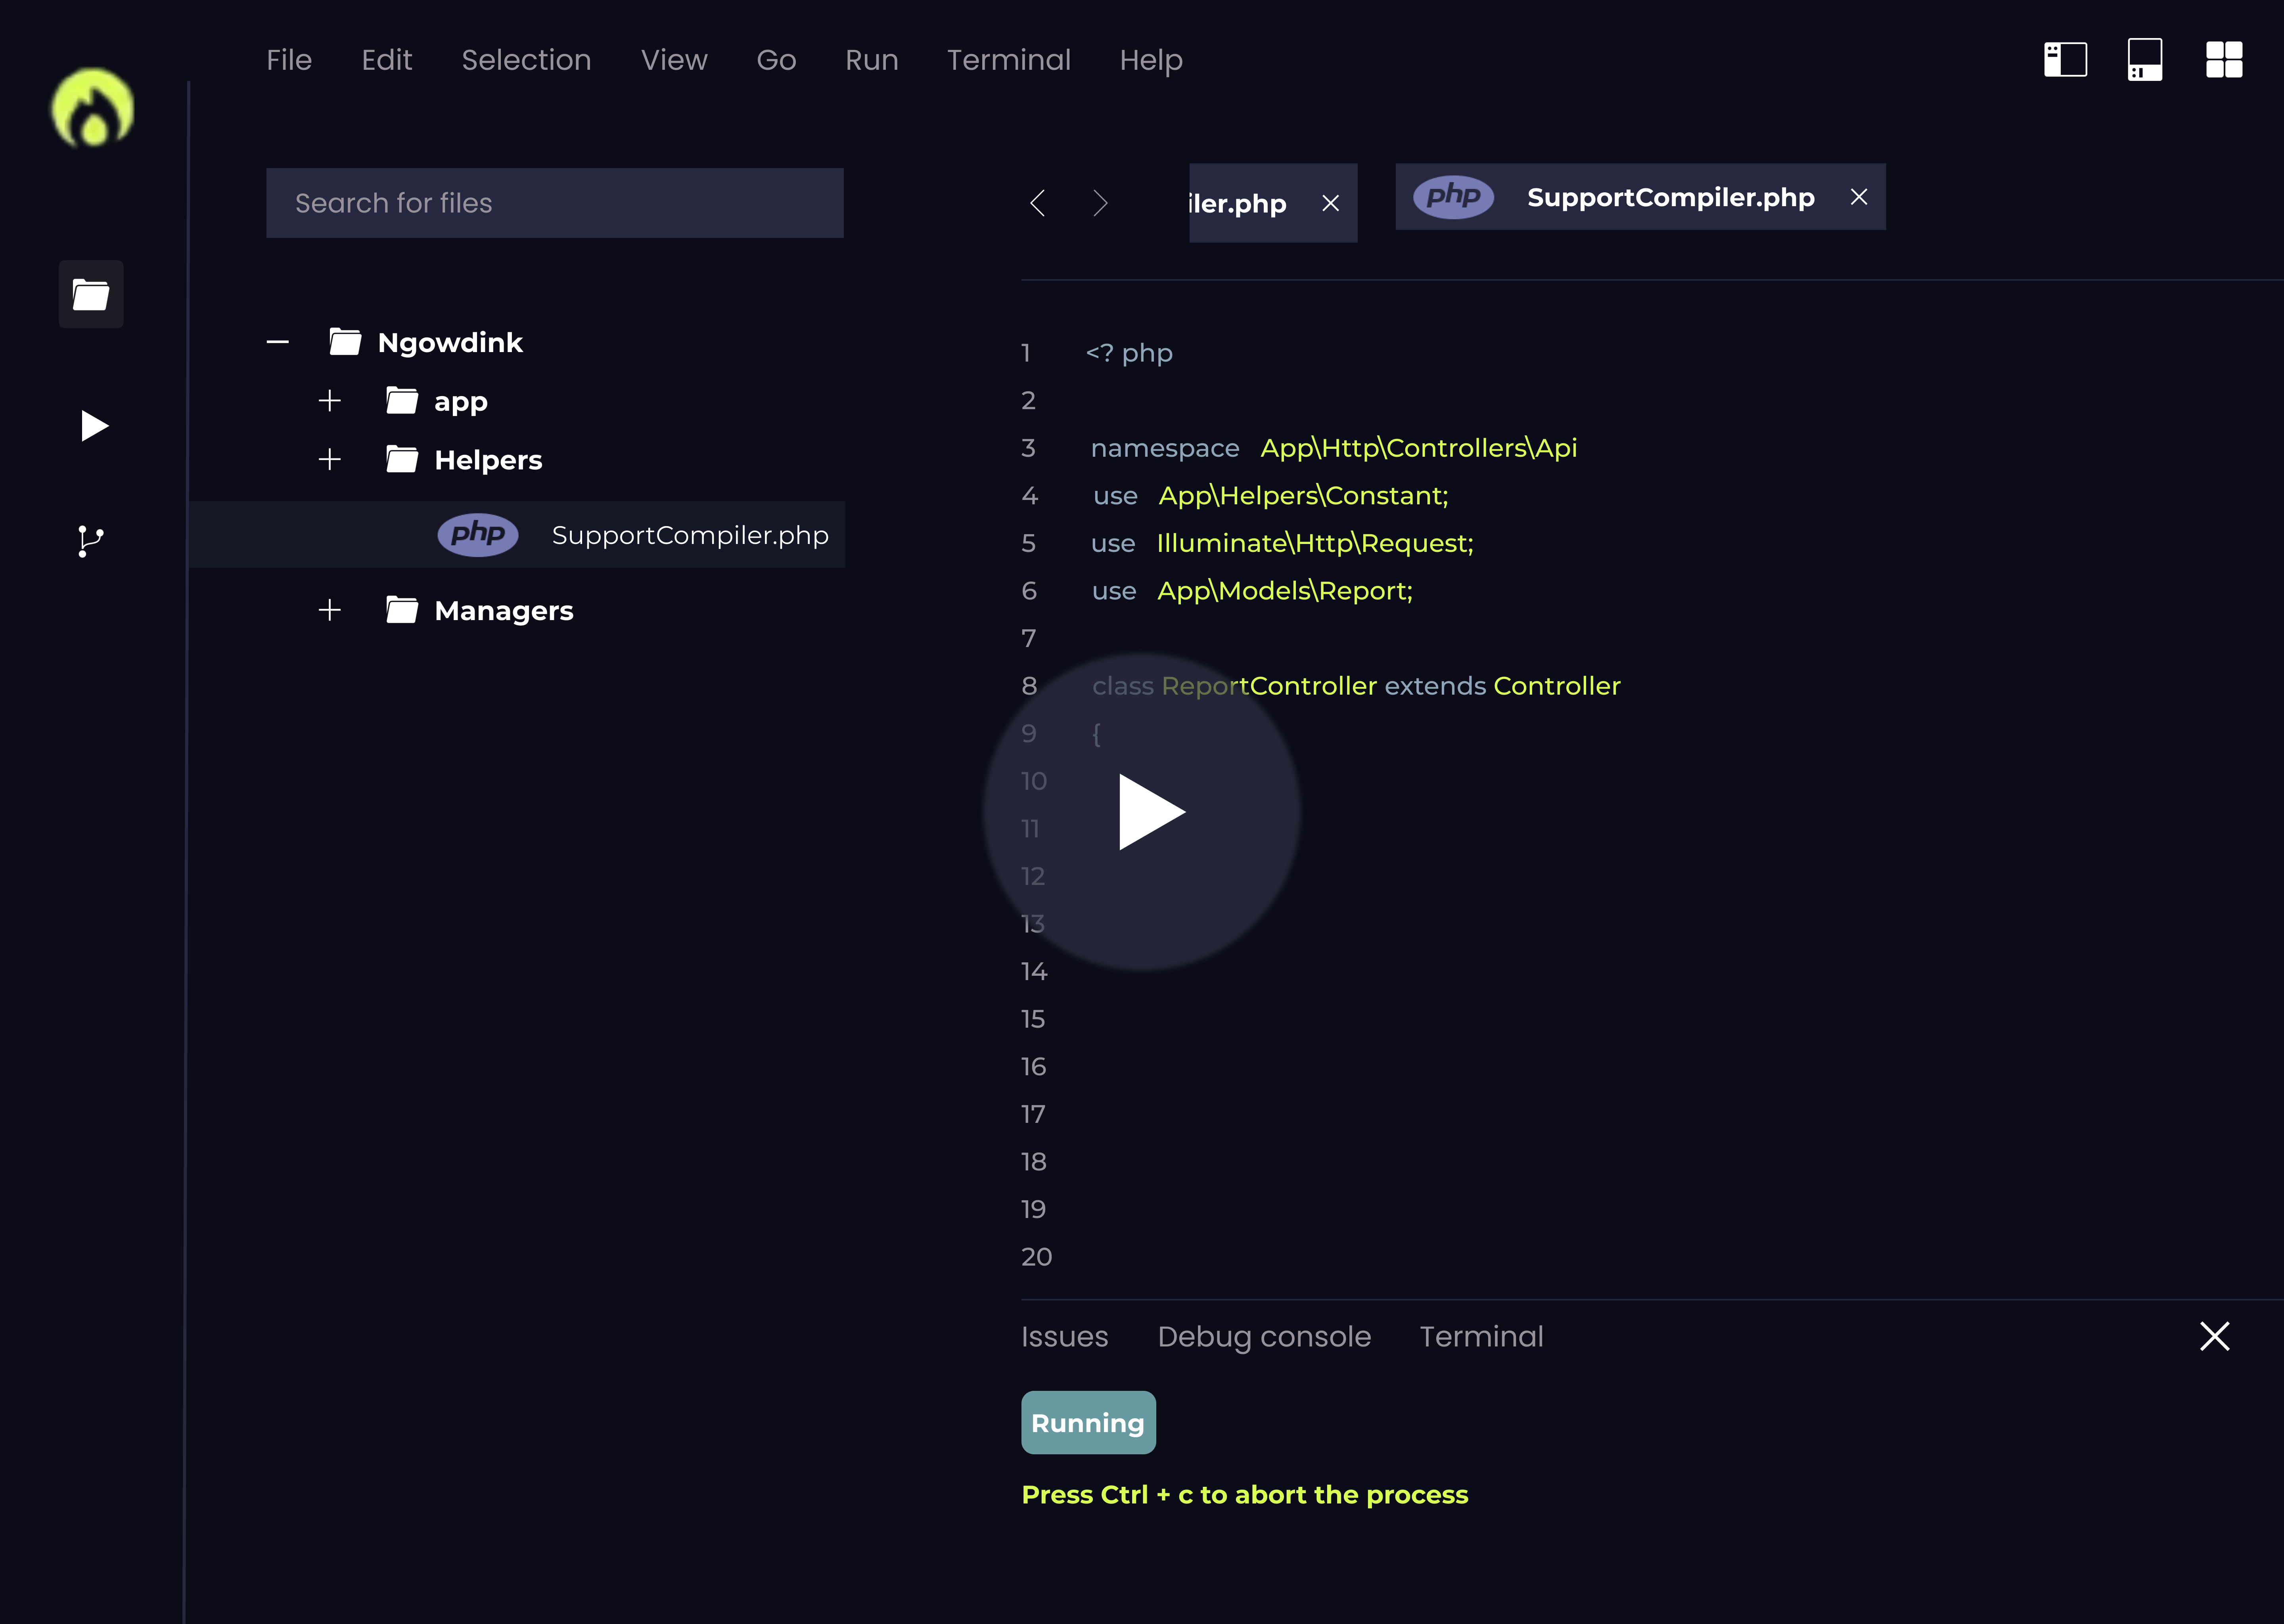 File Edit Selection View Go Run Terminal Help
Search for files
iler.php
php SupportCompiler.php
Ngowdink
app
Helpers
php SupportCompiler.php
Managers
1 <? php
2
3 namespace App\Http\Controllers\Api
4 use App\Helpers\Constant;
5 use Illuminate\Http\Request;
6 use App\Models\Report;
7
8 class ReportController extends Controller
9 {
10
11
12
13
14
15
16
17
18
19
20
Issues Debug console Terminal
Running
Press Ctrl + c to abort the process